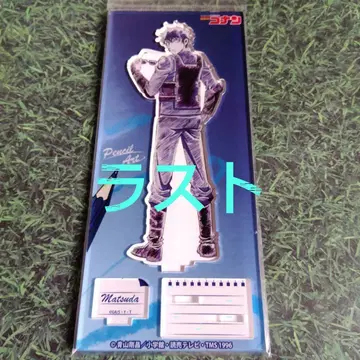 名探偵コナン
Pencil Art
ラスト
Matsuda
©青山剛昌／小学館・読売テレビ・TMS 1996